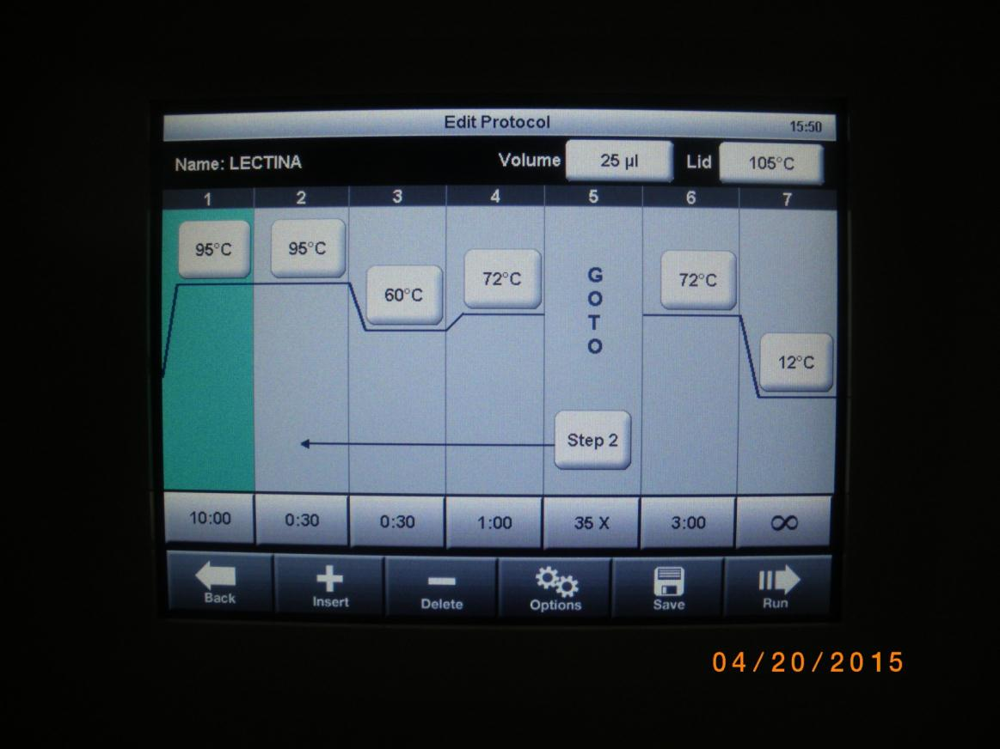 Edit Protocol 15:50
Name: LECTINA Volume 25 µl Lid 105°C
1 2 3 4 5 6 7
95°C 95°C 60°C 72°C GOTO 72°C 12°C
Step 2
10:00 0:30 0:30 1:00 35 X 3:00 ∞
Back Insert Delete Options Save Run
04/20/2015